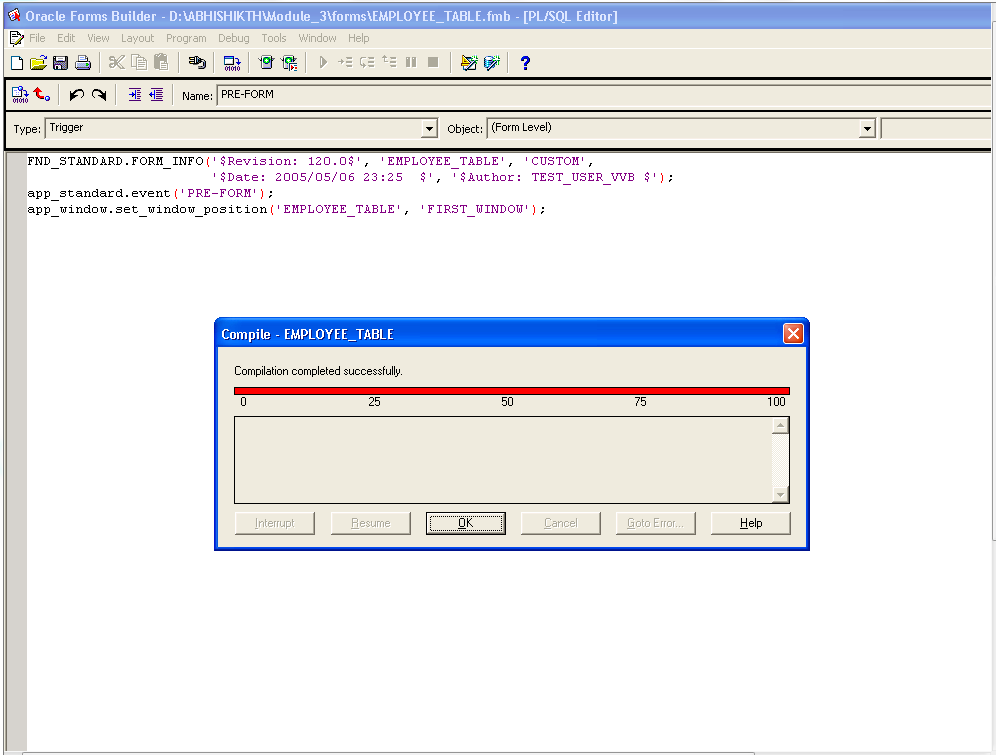 Oracle Forms Builder - D:\ABHISHIKTH\Module_3\forms\EMPLOYEE_TABLE.fmb - [PL/SQL Editor]
File Edit View Layout Program Debug Tools Window Help
Name: PRE-FORM
Type: Trigger Object: (Form Level)
FND_STANDARD.FORM_INFO('$Revision: 120.0$', 'EMPLOYEE_TABLE', 'CUSTOM',
'$Date: 2005/05/06 23:25  $', '$Author: TEST_USER_VVB $');
app_standard.event('PRE-FORM');
app_window.set_window_position('EMPLOYEE_TABLE', 'FIRST_WINDOW');
Compile - EMPLOYEE_TABLE
Compilation completed successfully.
0 25 50 75 100
Interrupt Resume OK Cancel Goto Error... Help